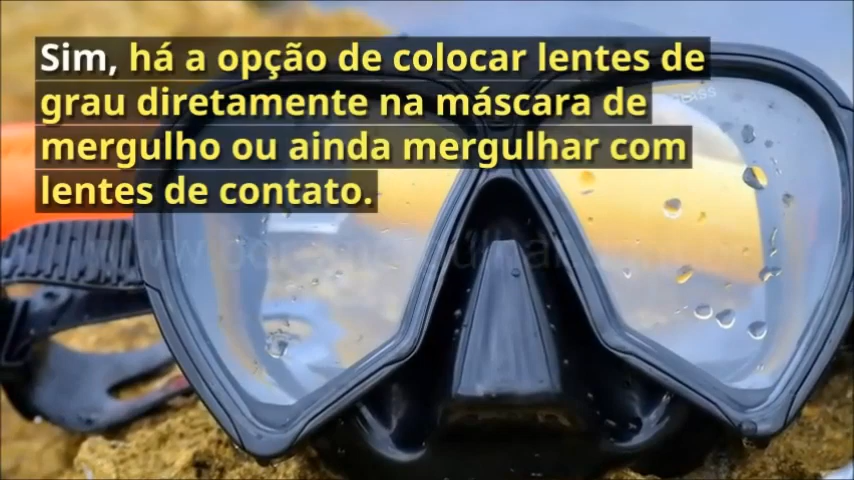 Sim, há a opção de colocar lentes de
grau diretamente na máscara de
mergulho ou ainda mergulhar com
lentes de contato.